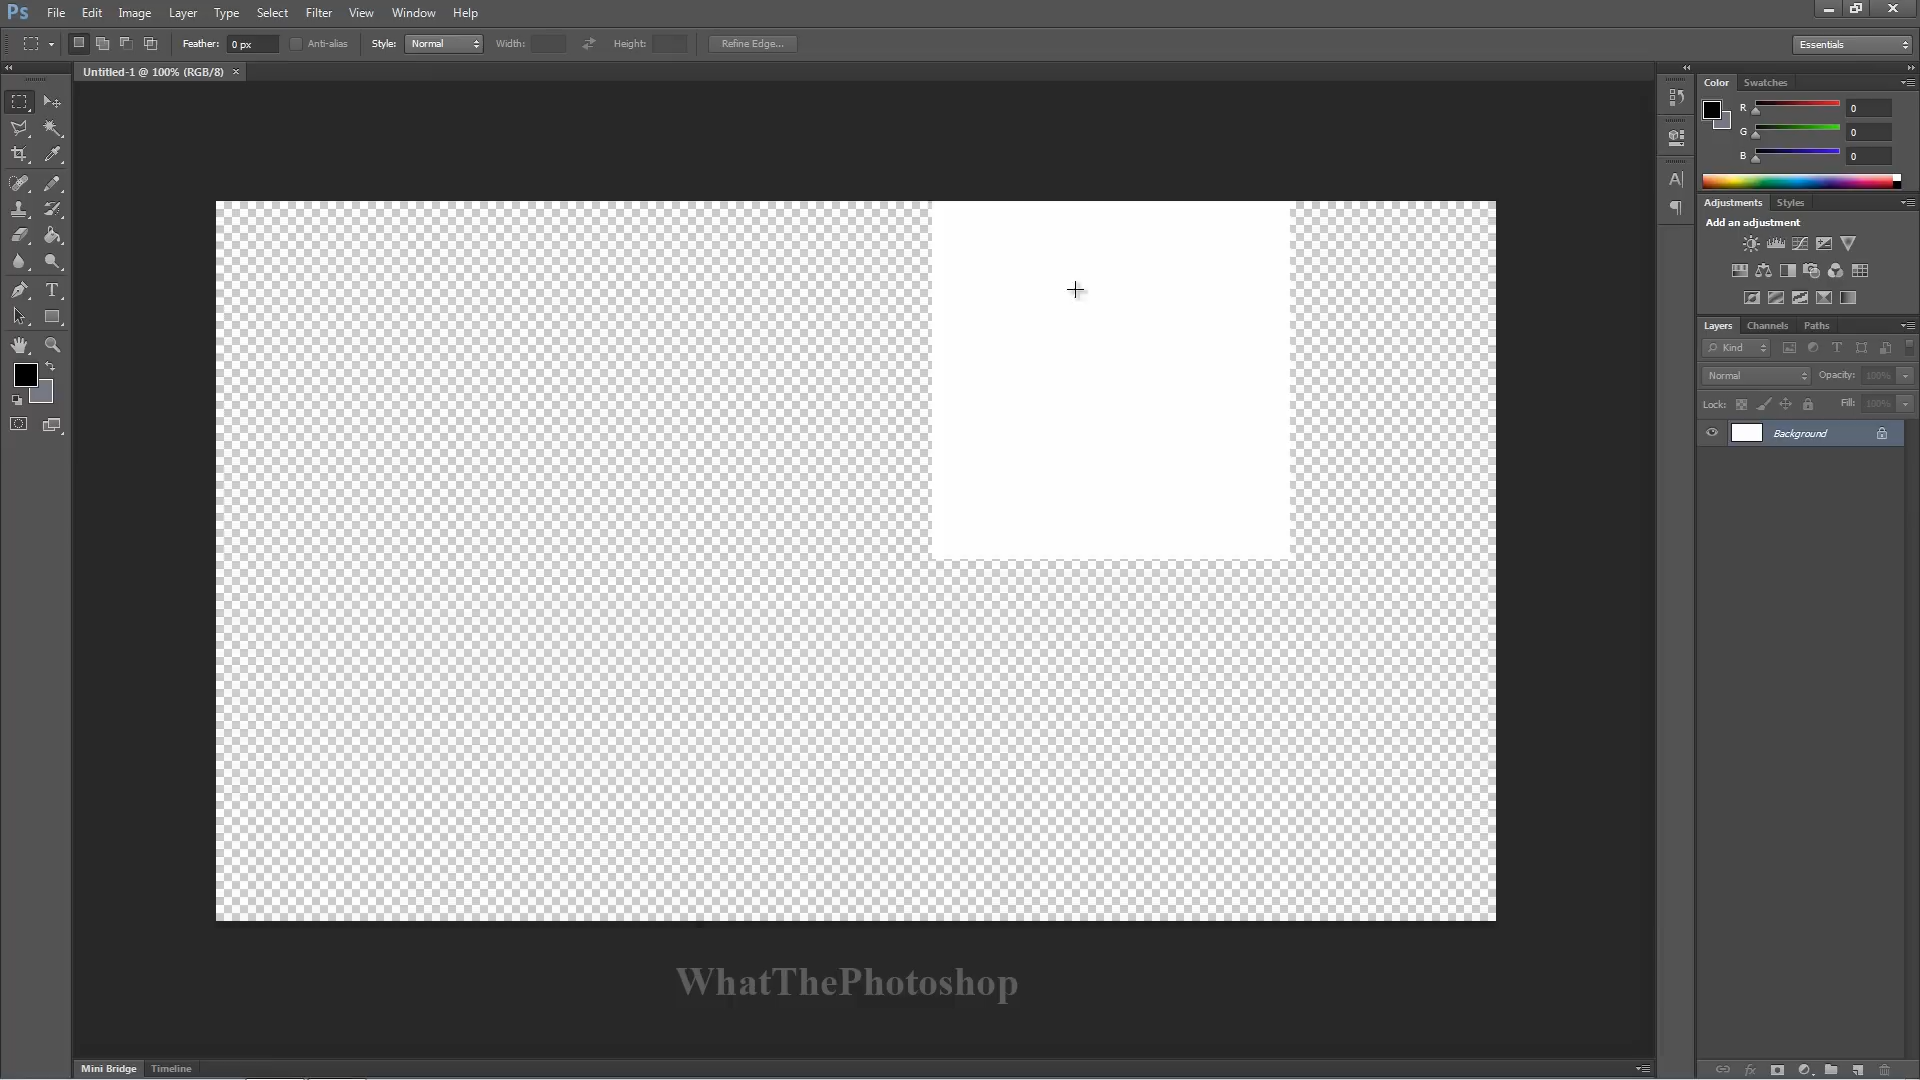 Ps File Edit Image Layer Type Select Filter View Window Help
Feather: 0 px Anti-alias Style: Normal Width: Height: Refine Edge... Essentials
Untitled-1 @ 100% (RGB/8) ×
Color Swatches
R 0
G 0
B 0
Adjustments Styles
Add an adjustment
Layers Channels Paths
Kind
Normal Opacity: 100%
Lock: Fill: 100%
Background
WhatThePhotoshop
Mini Bridge Timeline